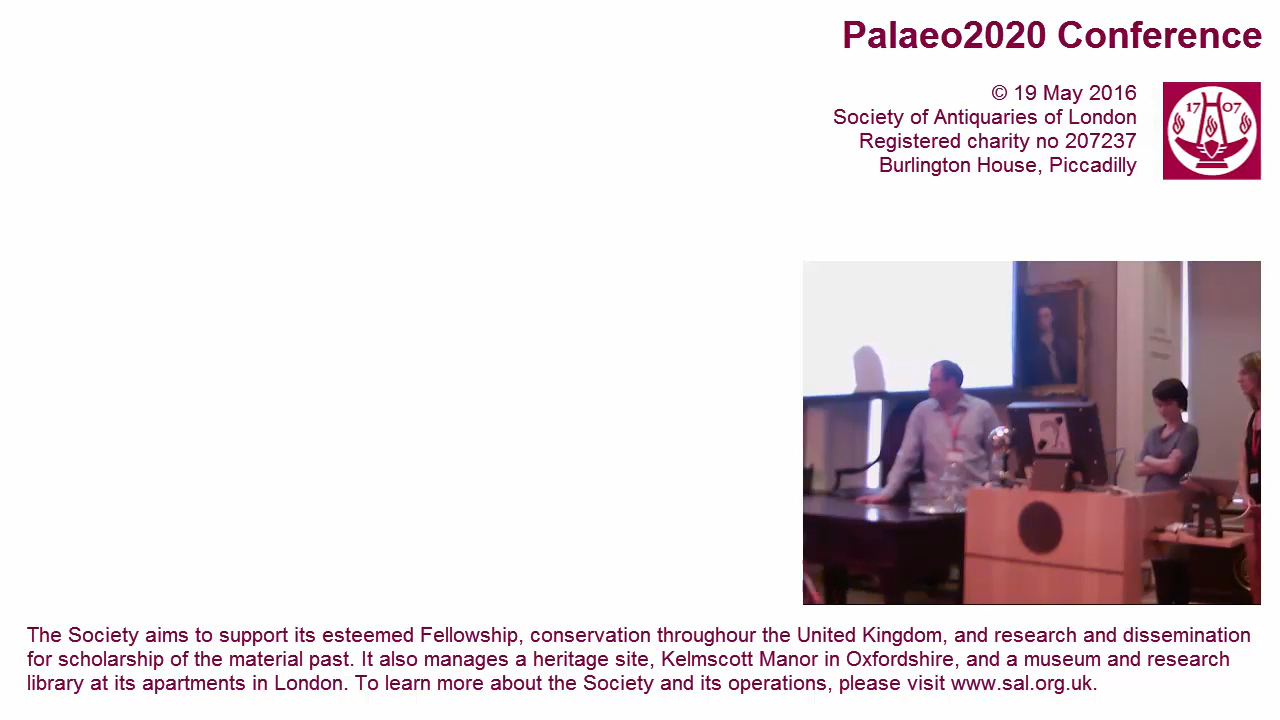 Palaeo2020 Conference
© 19 May 2016
Society of Antiquaries of London
Registered charity no 207237
Burlington House, Piccadilly
17 07
The Society aims to support its esteemed Fellowship, conservation throughour the United Kingdom, and research and dissemination
for scholarship of the material past. It also manages a heritage site, Kelmscott Manor in Oxfordshire, and a museum and research
library at its apartments in London. To learn more about the Society and its operations, please visit www.sal.org.uk.